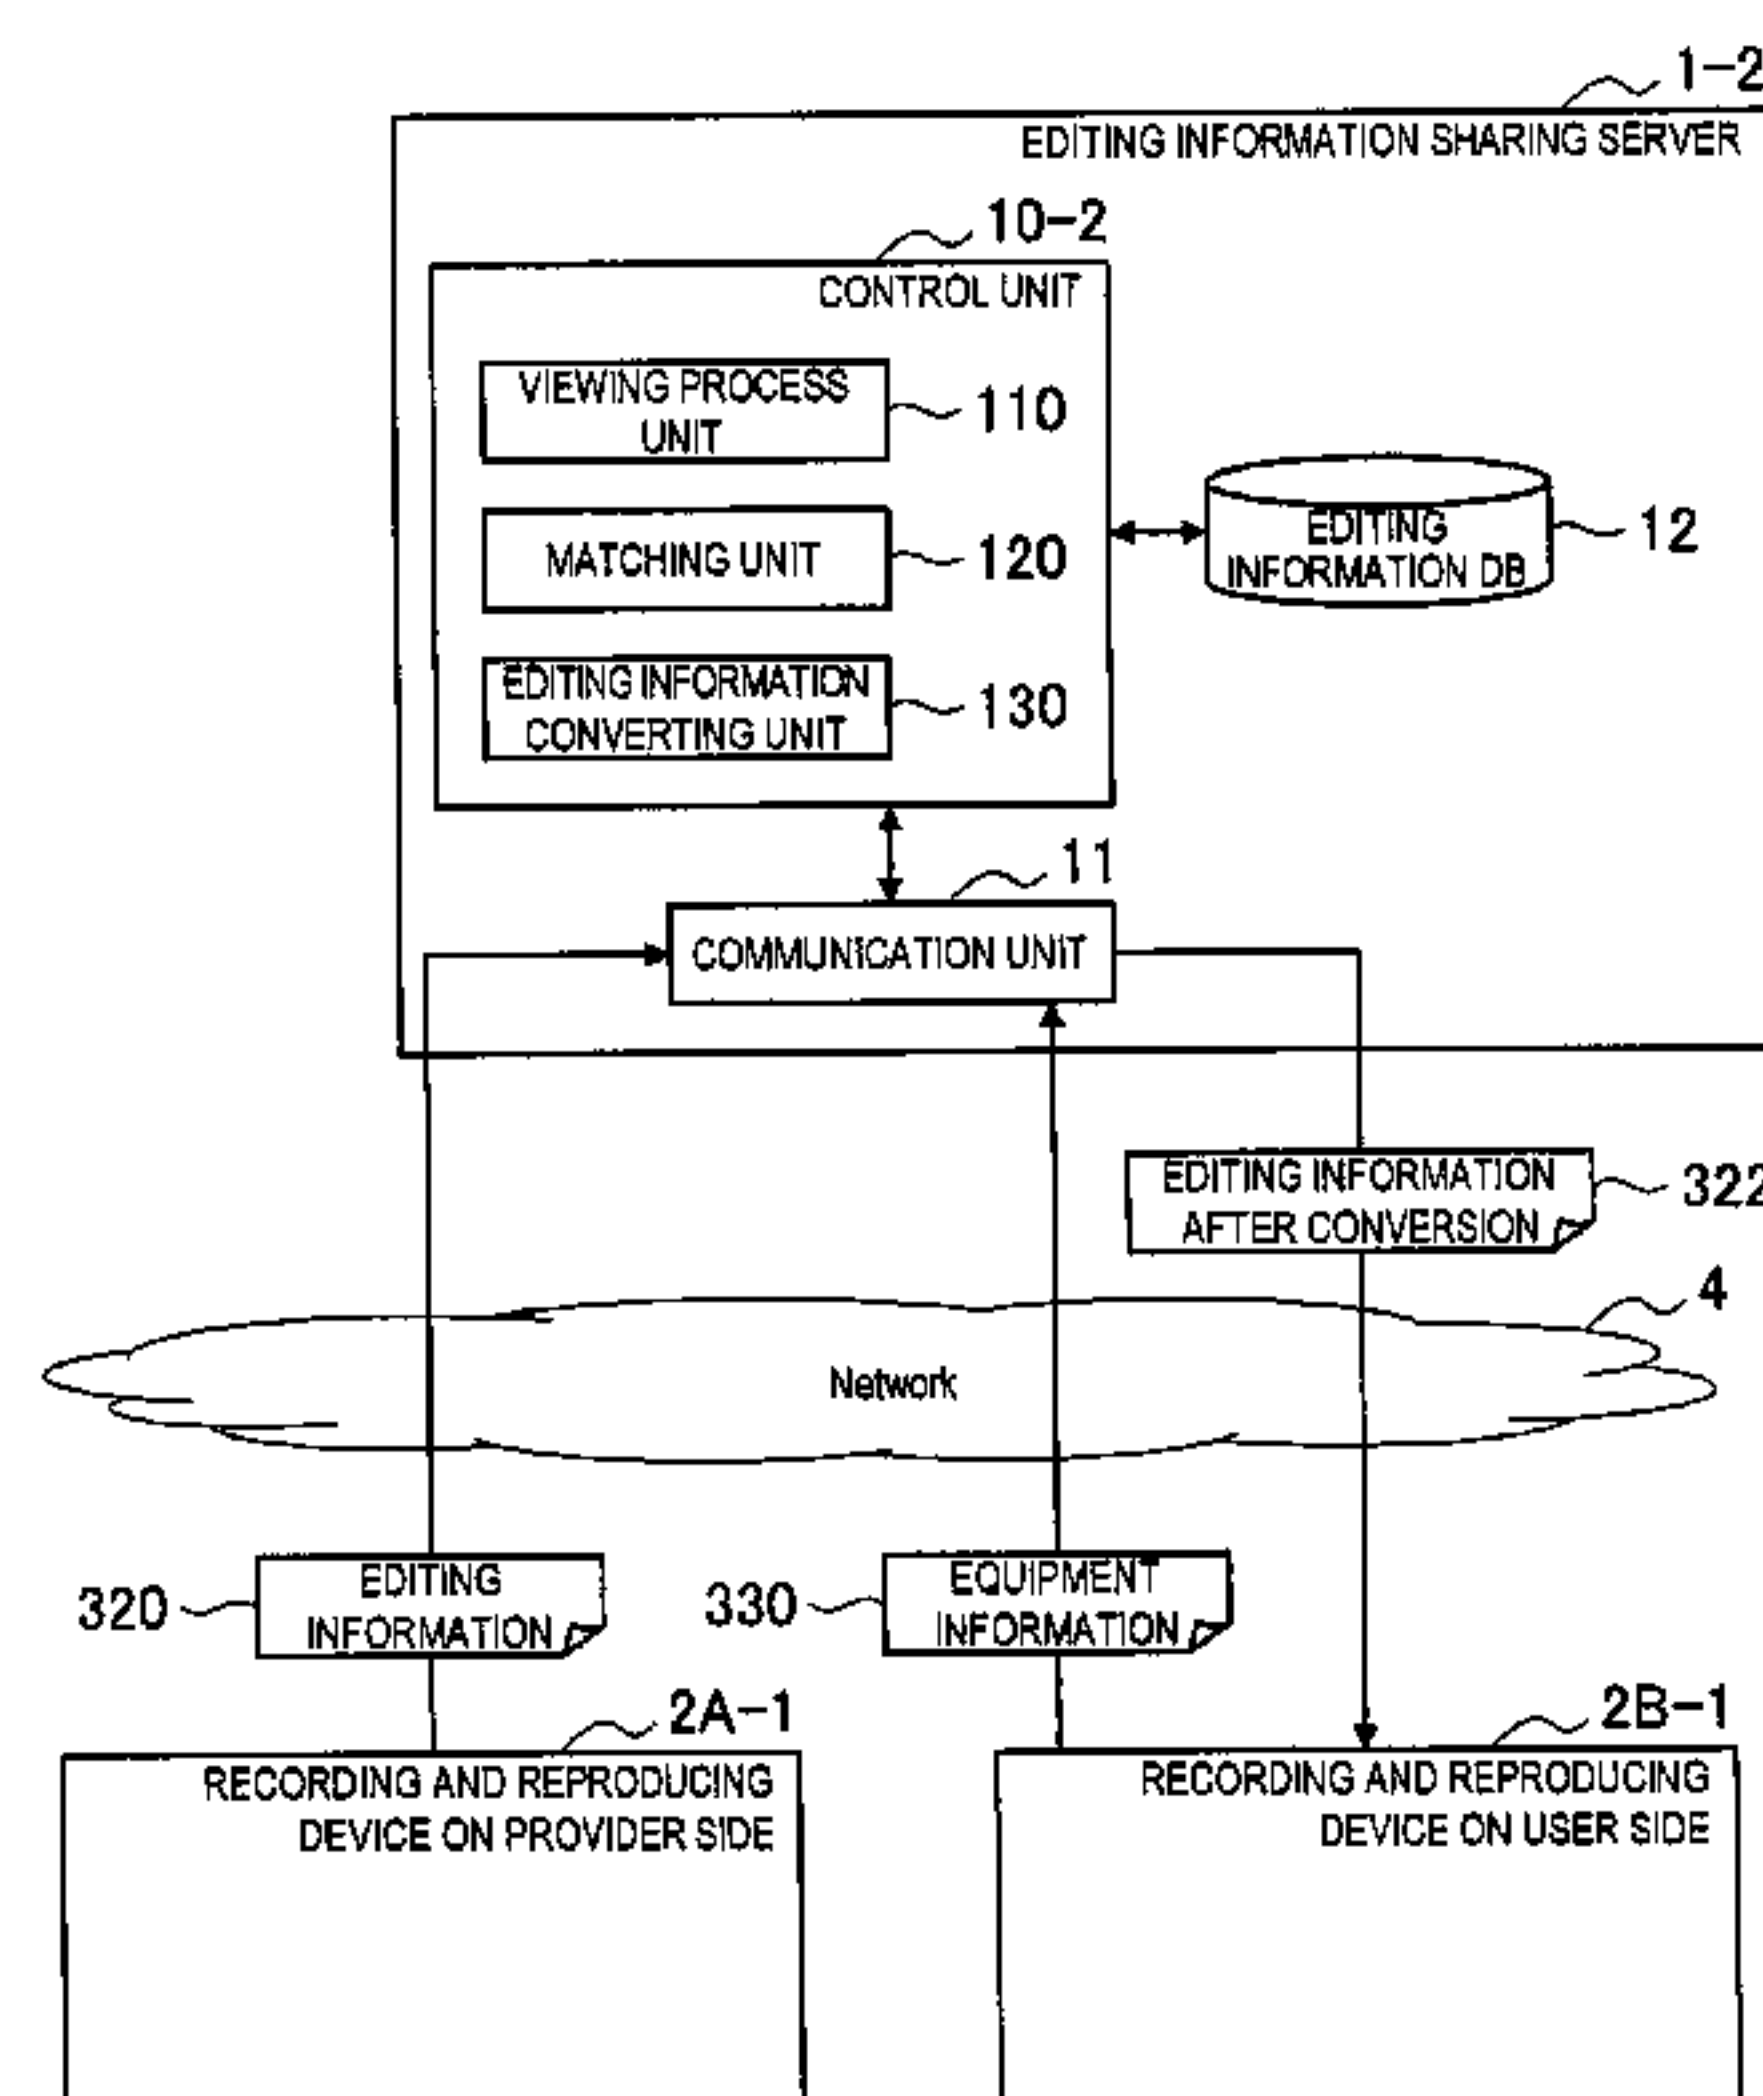 1-2
EDITING INFORMATION SHARING SERVER
10-2
CONTROL UNIT
VIEWING PROCESS
UNIT
110
MATCHING UNIT
120
EDITING INFORMATION
CONVERTING UNIT
130
EDITING
INFORMATION DB
12
11
COMMUNICATION UNIT
EDITING INFORMATION
AFTER CONVERSION
322
4
Network
320
EDITING
INFORMATION
330
EQUIPMENT
INFORMATION
2A-1
RECORDING AND REPRODUCING
DEVICE ON PROVIDER SIDE
2B-1
RECORDING AND REPRODUCING
DEVICE ON USER SIDE